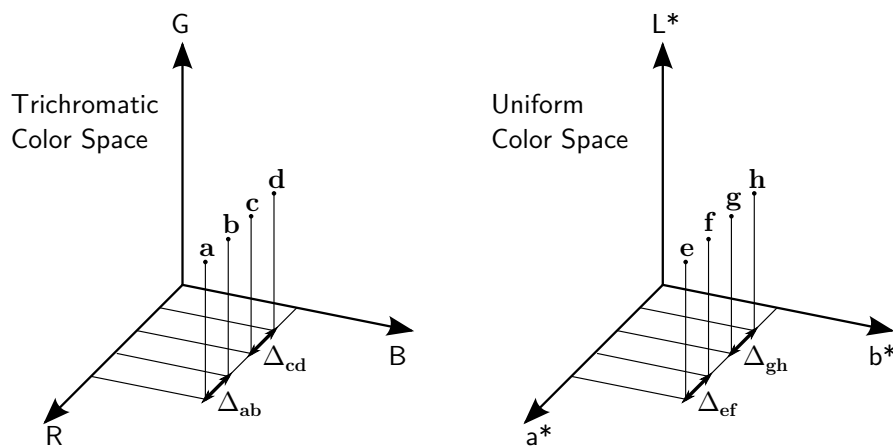 G
Trichromatic
Color Space
d
c
b
a
B
Δcd
Δab
R
L*
Uniform
Color Space
h
g
f
e
b*
Δgh
Δef
a*